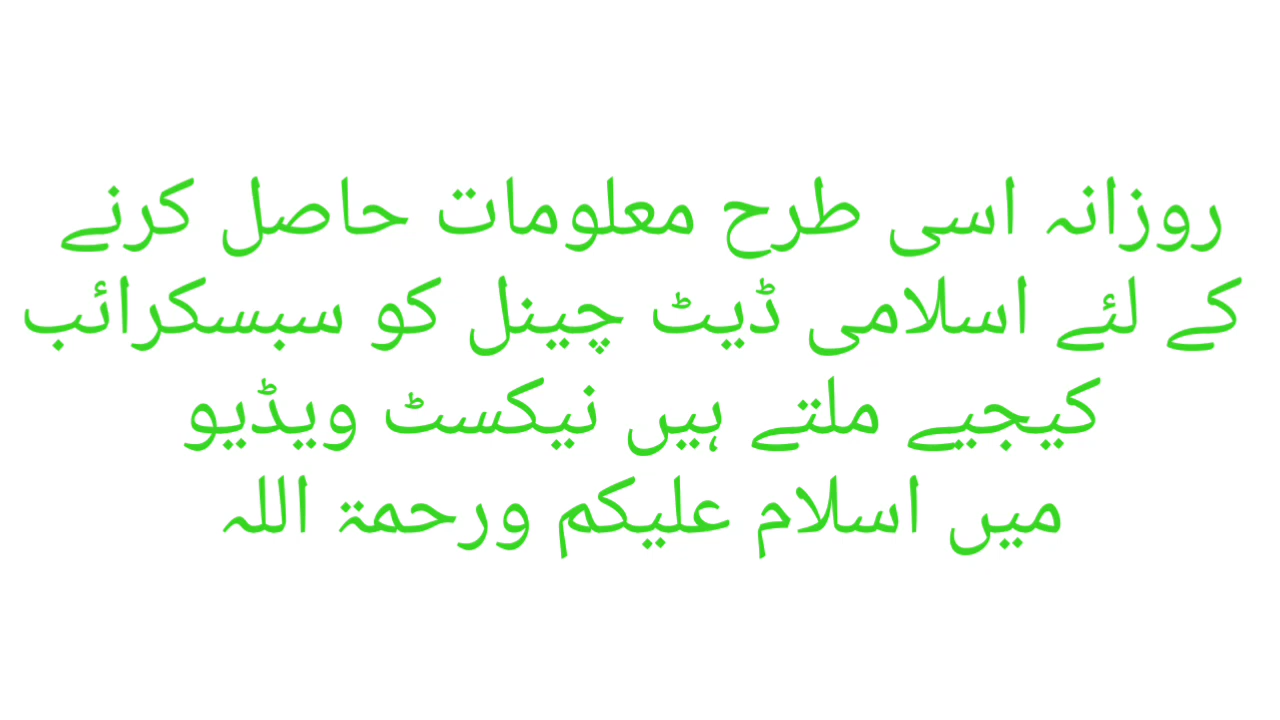 روزانہ اسی طرح معلومات حاصل کرنے
کے لئے اسلامی ڈیٹ چینل کو سبسکرائب
کیجیے ملتے ہیں نیکسٹ ویڈیو
میں اسلام علیکم ورحمۃ اللہ